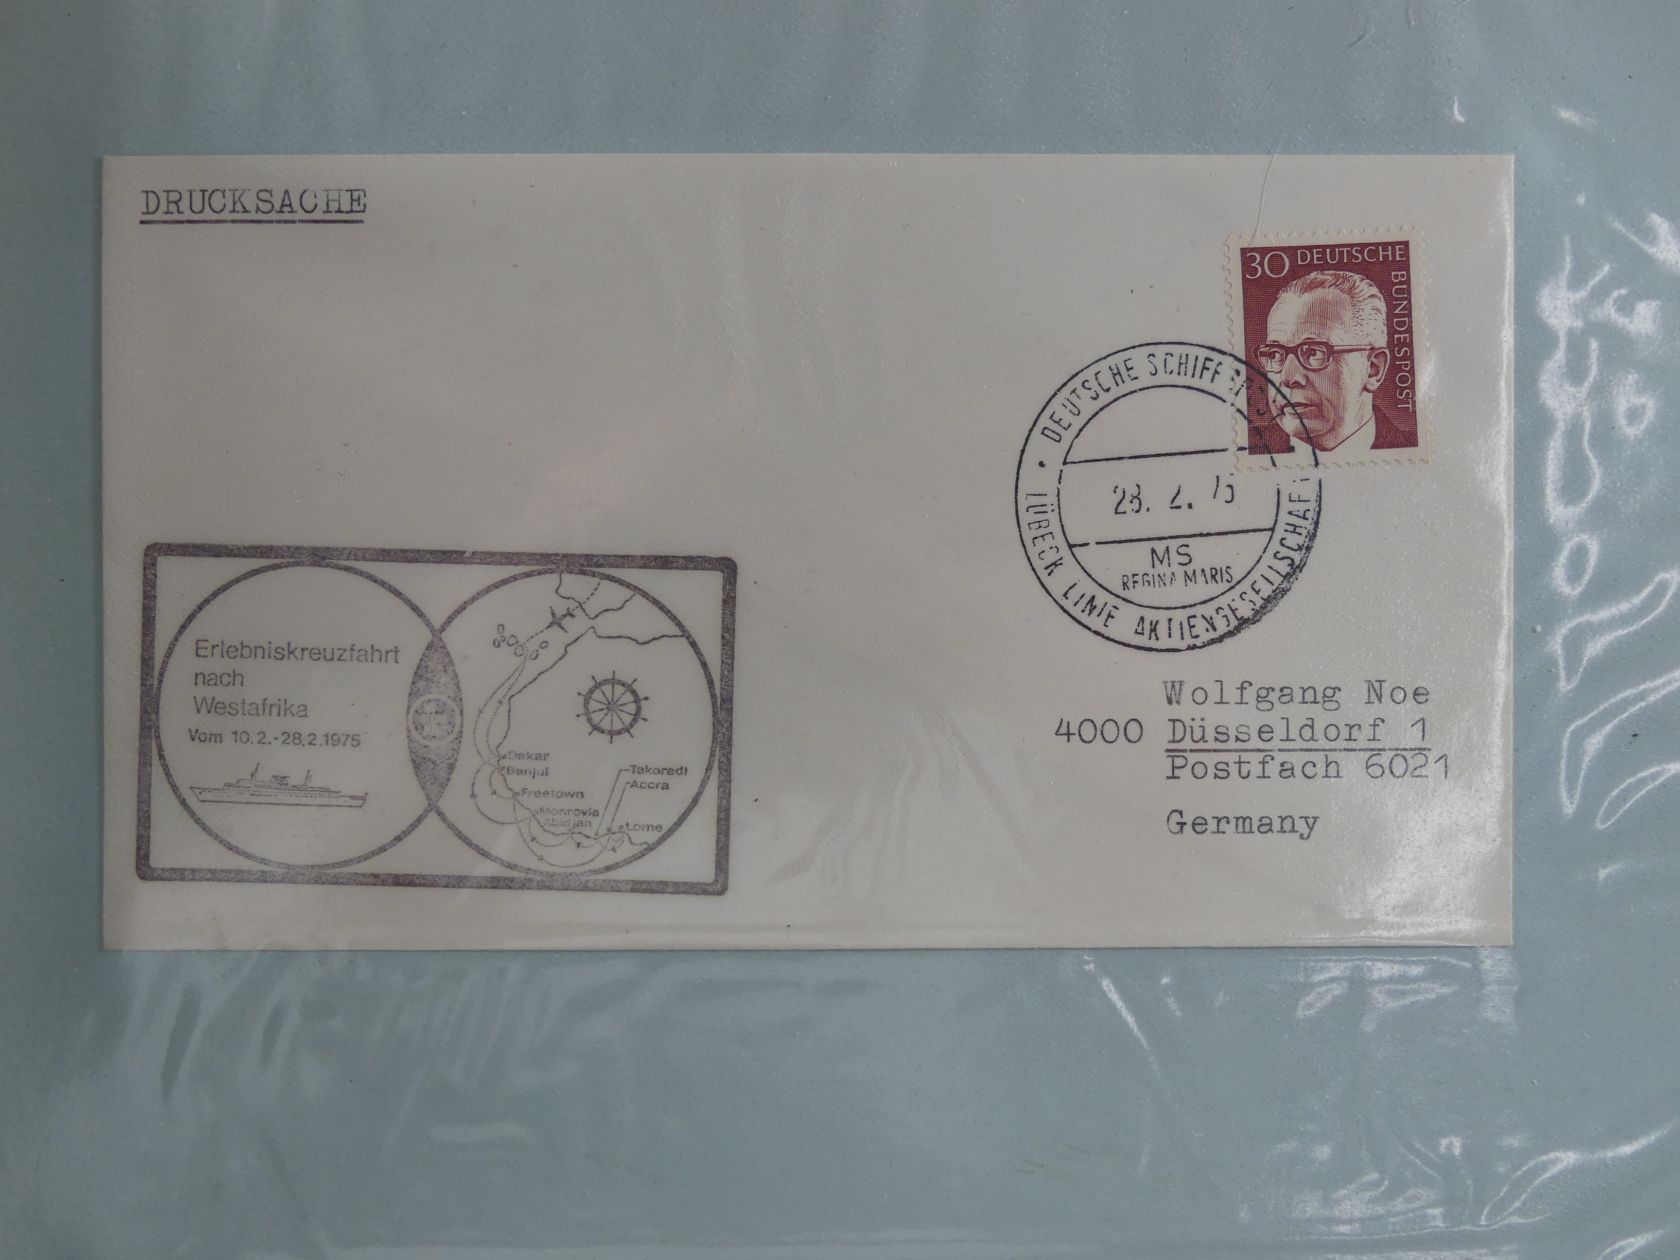 DRUCKSACHE
30 DEUTSCHE BUNDESPOST
DEUTSCHE SCHIFFSPOST
28. 2. 75
MS
REGINA MARIS
LÜBECK LINIE AKTIENGESELLSCHAFT
Erlebniskreuzfahrt
nach
Westafrika
Vom 10.2.-28.2.1975
Dakar
Banjul
Freetown
Monrovia
Abidjan
Takoradi
Accra
Lome
Wolfgang Noe
4000 Düsseldorf 1
Postfach 6021
Germany